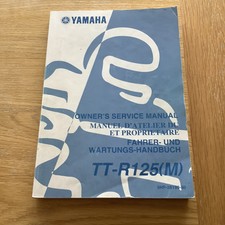 YAMAHA
OWNER'S SERVICE MANUAL
MANUEL D'ATELIER DU
ET PROPRIETAIRE
FAHRER- UND
WARTUNGS-HANDBUCH
TT-R125(M)